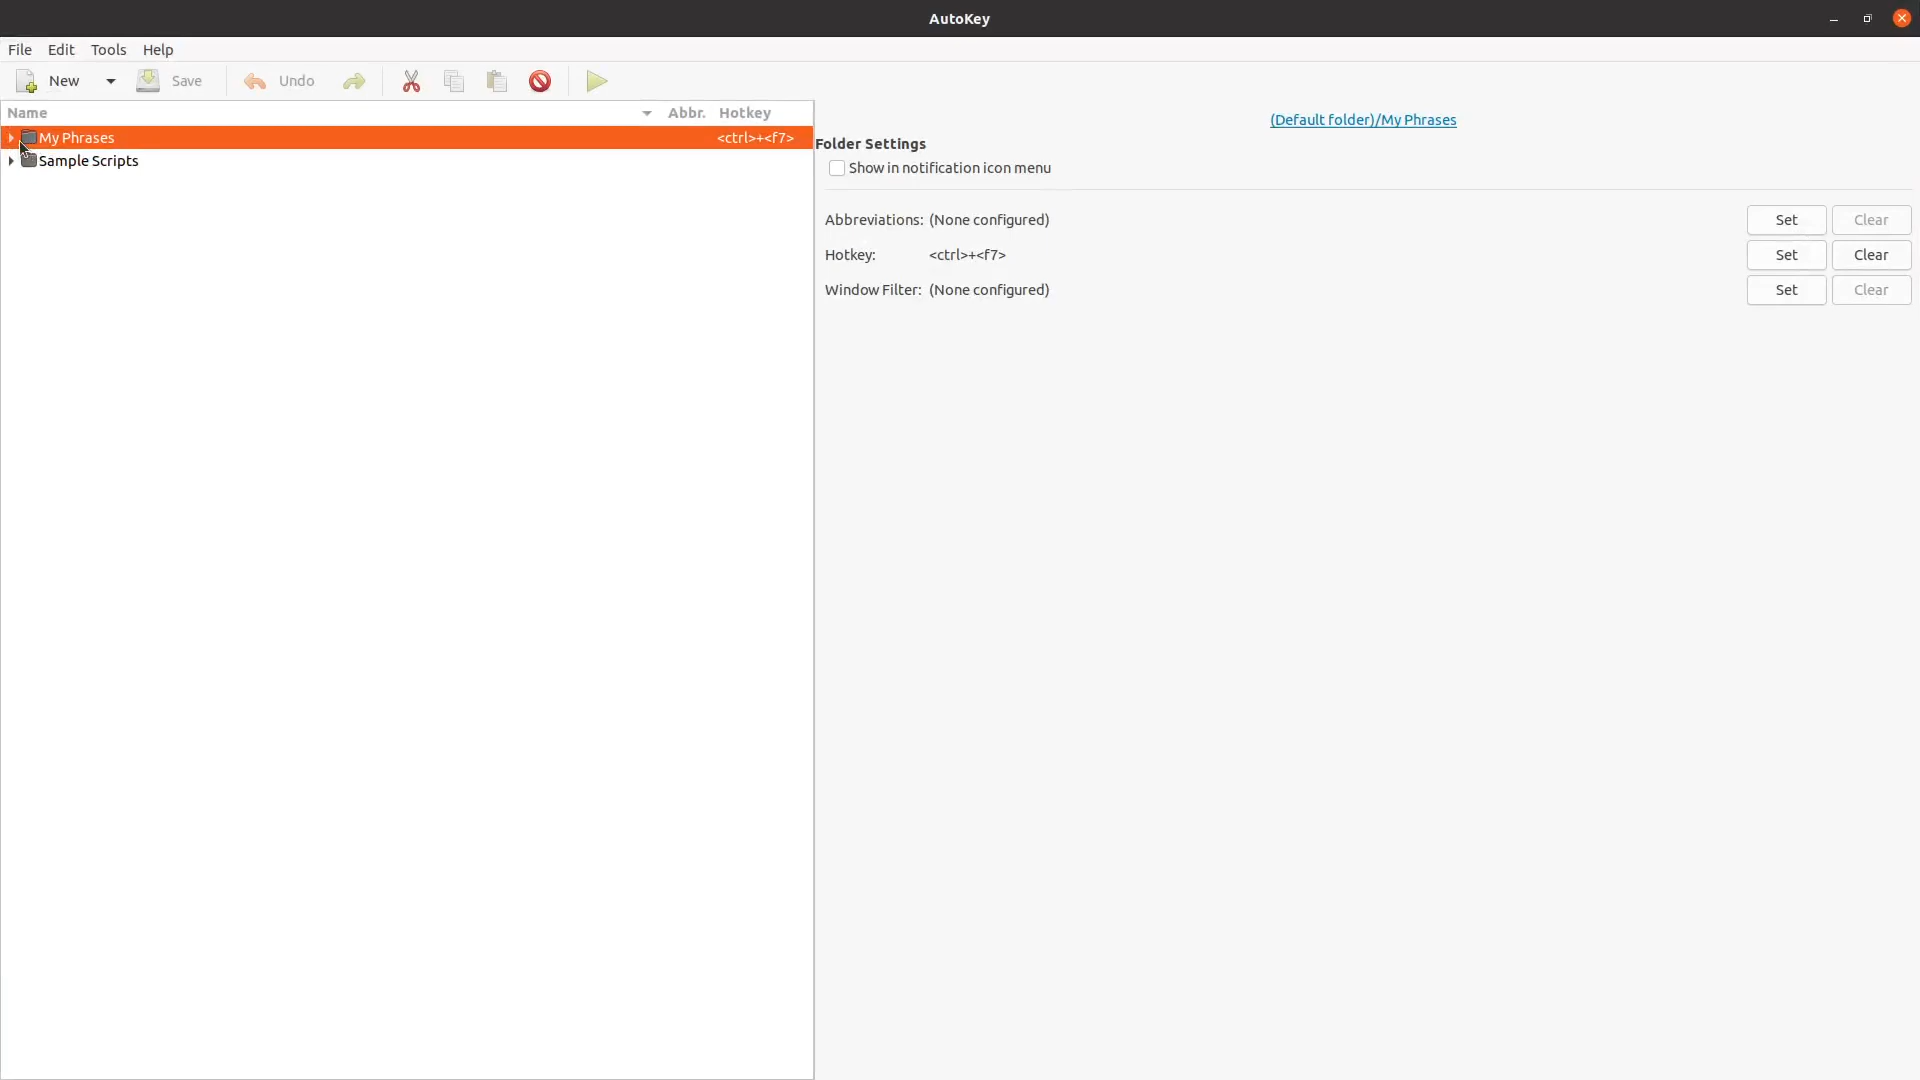 AutoKey
File Edit Tools Help
New Save Undo
Name Abbr. Hotkey
My Phrases <ctrl>+<f7>
Sample Scripts
(Default folder)/My Phrases
Folder Settings
Show in notification icon menu
Abbreviations: (None configured) Set Clear
Hotkey: <ctrl>+<f7> Set Clear
Window Filter: (None configured) Set Clear